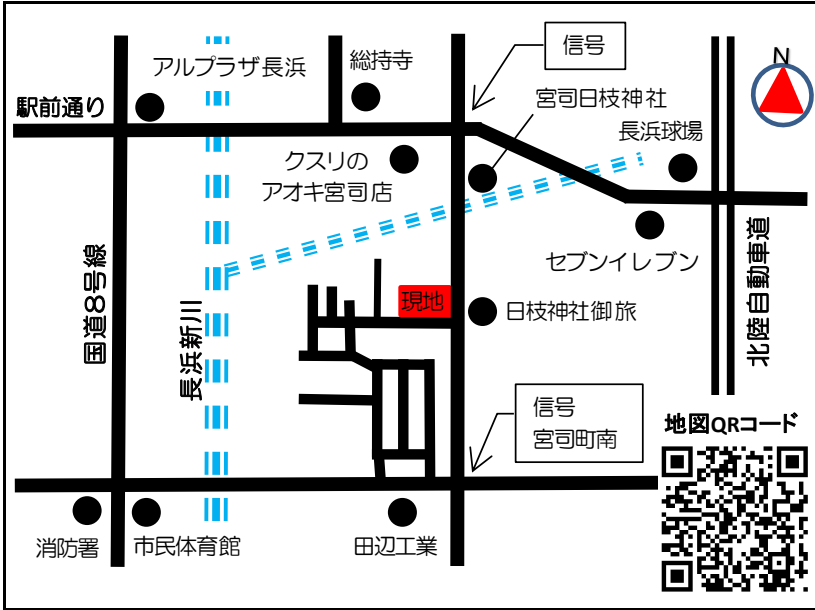 信号
N
アルプラザ長浜
総持寺
宮司日枝神社
駅前通り
長浜球場
クスリの
アオキ宮司店
セブンイレブン
国道8号線
長浜新川
現地
日枝神社御旅
北陸自動車道
信号
宮司町南
地図QRコード
消防署
市民体育館
田辺工業